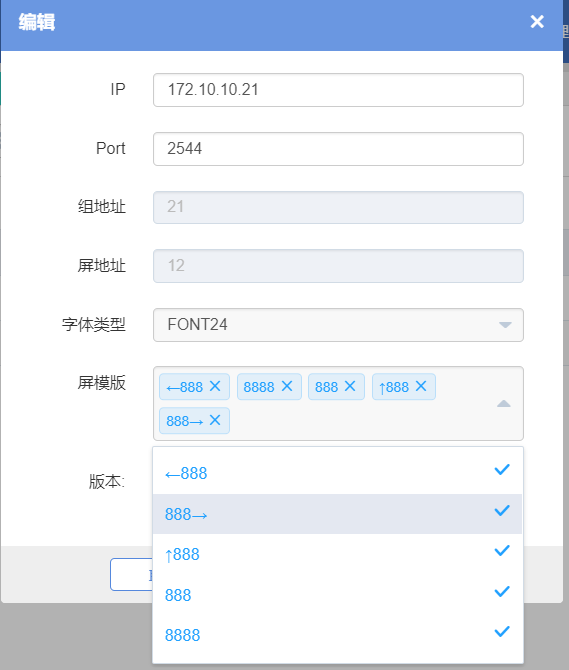 编辑 ×
IP 172.10.10.21
Port 2544
组地址 21
屏地址 12
字体类型 FONT24
屏模版 ←888 × 8888 × 888 × ↑888 ×
888→ ×
版本:
←888 ✓
888→ ✓
↑888 ✓
888 ✓
8888 ✓